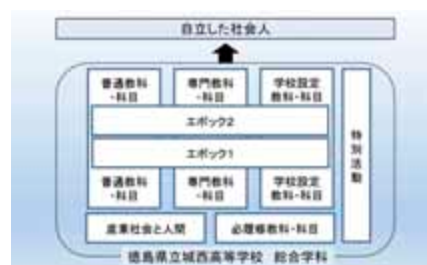 自立した社会人
普通教科
・科目
専門教科
・科目
学校設定
教科・科目
エポック2
エポック1
普通教科
・科目
専門教科
・科目
学校設定
教科・科目
産業社会と人間
必履修教科・科目
特別活動
徳島県立城西高等学校 総合学科